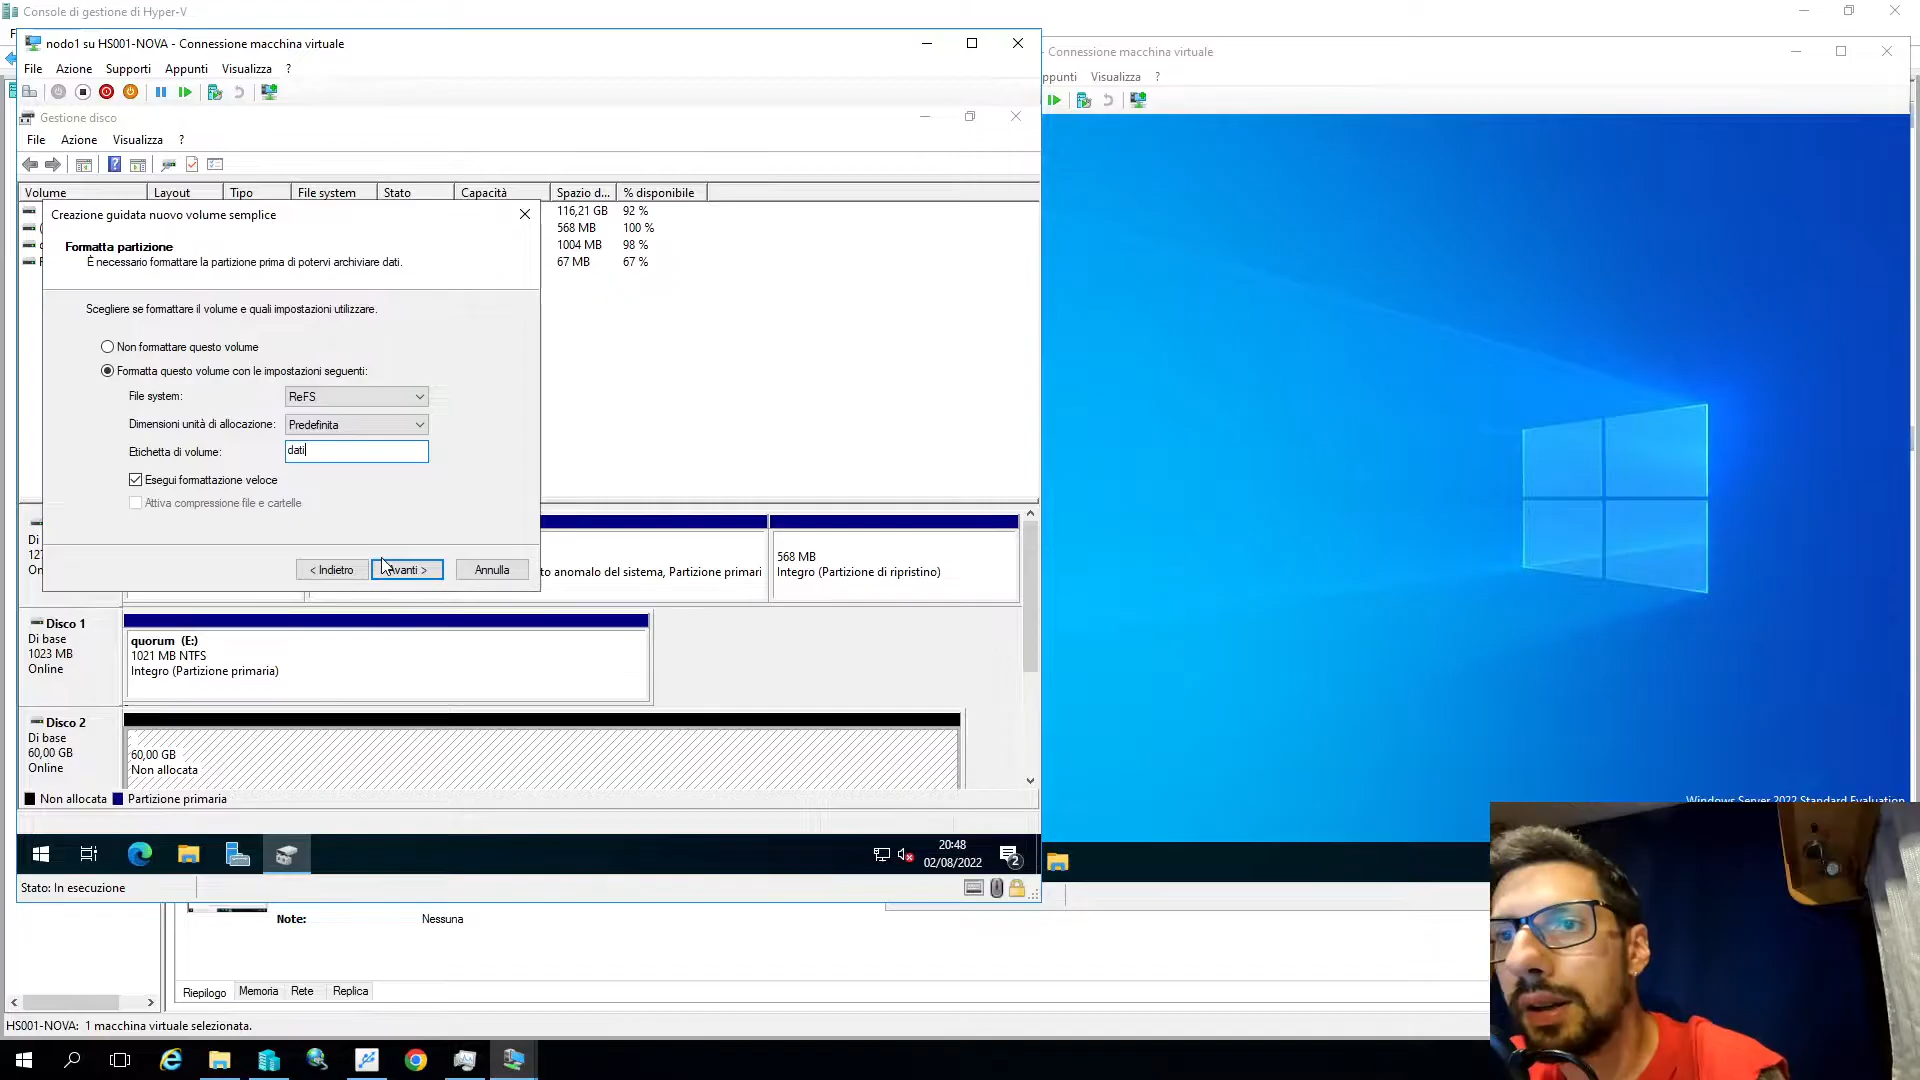 Console di gestione di Hyper-V
F
nodo1 su HS001-NOVA - Connessione macchina virtuale
File Azione Supporti Appunti Visualizza ?
Gestione disco
File Azione Visualizza ?
Volume Layout Tipo File system Stato Capacità Spazio d... % disponibile
116,21 GB 92 %
568 MB 100 %
1004 MB 98 %
67 MB 67 %
Creazione guidata nuovo volume semplice
Formatta partizione
È necessario formattare la partizione prima di potervi archiviare dati.
Scegliere se formattare il volume e quali impostazioni utilizzare.
Non formattare questo volume
Formatta questo volume con le impostazioni seguenti:
File system: ReFS
Dimensioni unità di allocazione: Predefinita
Etichetta di volume: dati
Esegui formattazione veloce
Attiva compressione file e cartelle
< Indietro
Avanti >
Annulla
Di
127
On
to anomalo del sistema, Partizione primari
568 MB
Integro (Partizione di ripristino)
Disco 1
Di base
1023 MB
Online
quorum (E:)
1021 MB NTFS
Integro (Partizione primaria)
Disco 2
Di base
60,00 GB
Online
60,00 GB
Non allocata
Non allocata Partizione primaria
20:48
02/08/2022
2
Stato: In esecuzione
Connessione macchina virtuale
ppunti Visualizza ?
Windows Server 2022 Standard Evaluation
Note: Nessuna
Riepilogo Memoria Rete Replica
HS001-NOVA: 1 macchina virtuale selezionata.